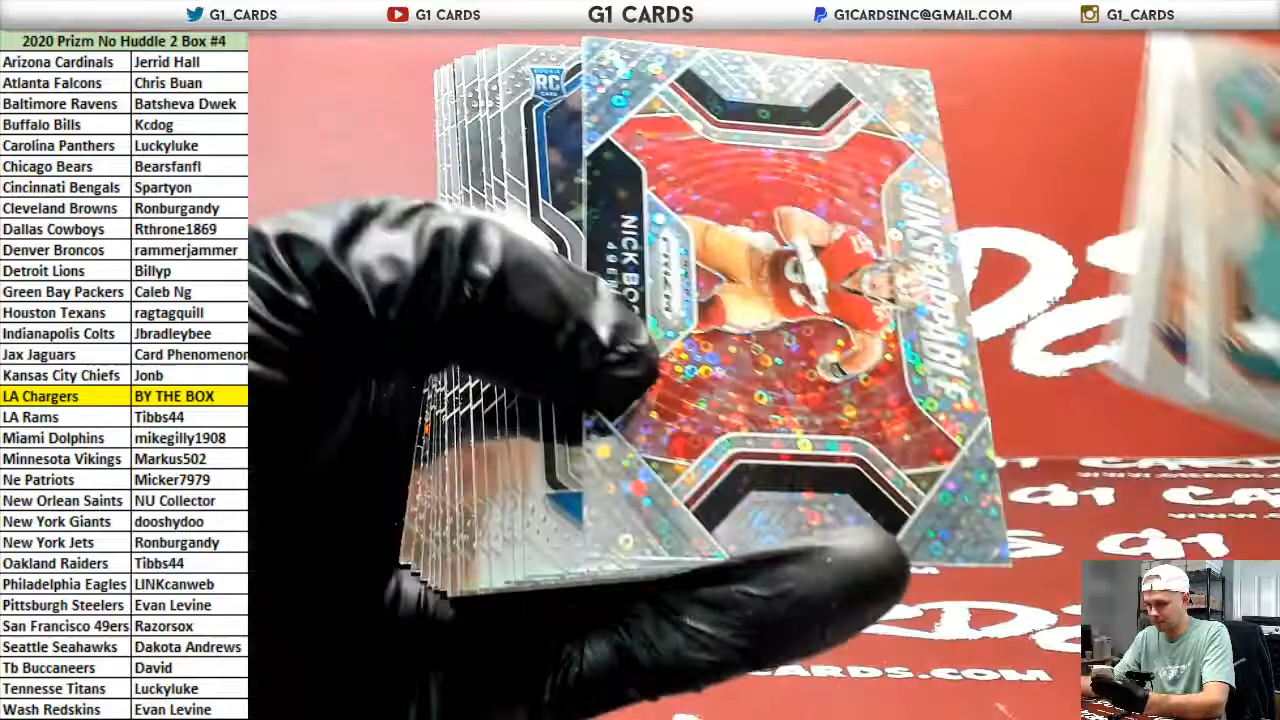 G1_CARDS
G1 CARDS
G1 CARDS
G1CARDSINC@GMAIL.COM
G1_CARDS
2020 Prizm No Huddle 2 Box #4
Arizona Cardinals Jerrid Hall
Atlanta Falcons Chris Buan
Baltimore Ravens Batsheva Dwek
Buffalo Bills Kcdog
Carolina Panthers Luckyluke
Chicago Bears Bearsfanfl
Cincinnati Bengals Spartyon
Cleveland Browns Ronburgandy
Dallas Cowboys Rthrone1869
Denver Broncos rammerjammer
Detroit Lions Billyp
Green Bay Packers Caleb Ng
Houston Texans ragtagquill
Indianapolis Colts Jbradleybee
Jax Jaguars Card Phenomenon
Kansas City Chiefs Jonb
LA Chargers BY THE BOX
LA Rams Tibbs44
Miami Dolphins mikegilly1908
Minnesota Vikings Markus502
Ne Patriots Micker7979
New Orlean Saints NU Collector
New York Giants dooshydoo
New York Jets Ronburgandy
Oakland Raiders Tibbs44
Philadelphia Eagles LINKcanweb
Pittsburgh Steelers Evan Levine
San Francisco 49ers Razorsox
Seattle Seahawks Dakota Andrews
Tb Buccaneers David
Tennesse Titans Luckyluke
Wash Redskins Evan Levine
RC
NICK BO
49E
PRIZM
UNSTOPPABLE
G1 CA
CARDS.COM